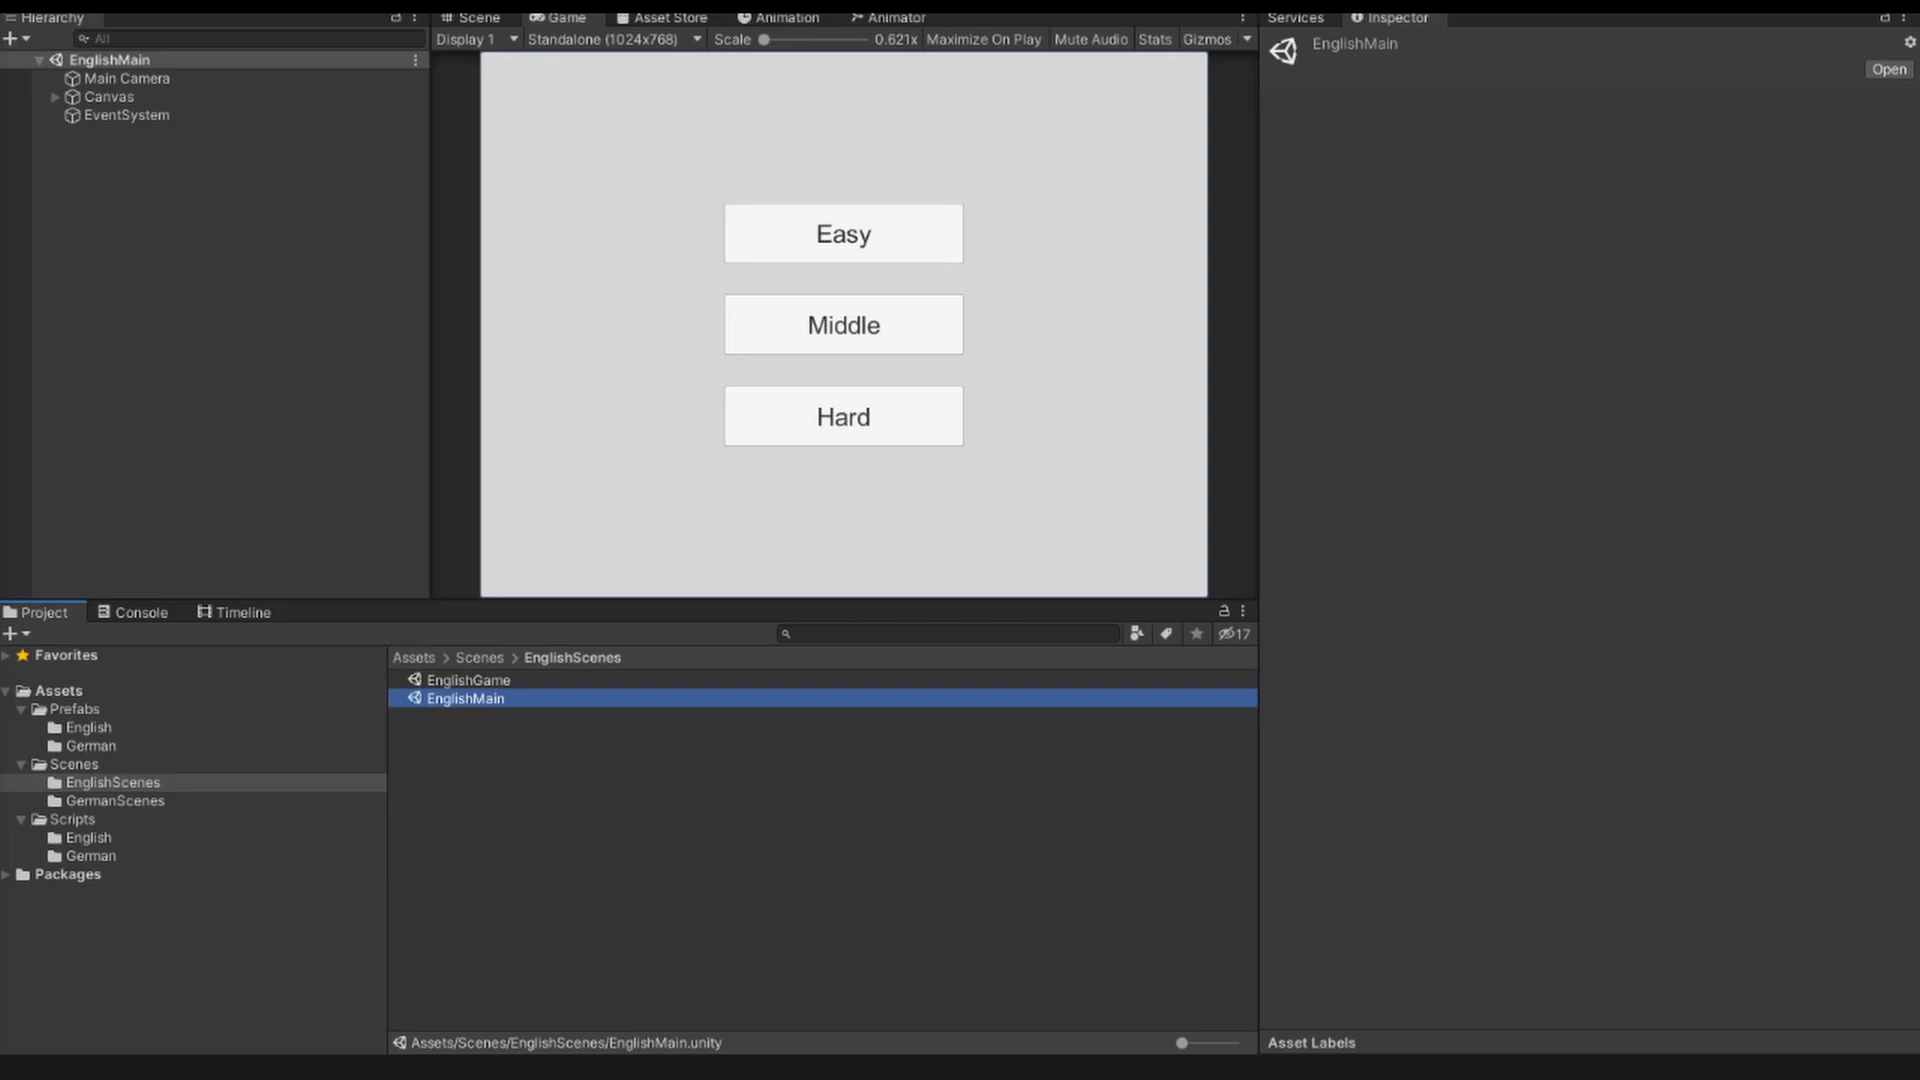 Hierarchy
All
EnglishMain
Main Camera
Canvas
EventSystem
Scene Game Asset Store Animation Animator
Display 1 Standalone (1024x768) Scale 0.621x Maximize On Play Mute Audio Stats Gizmos
Easy
Middle
Hard
Services Inspector
EnglishMain
Open
Project Console Timeline
17
Favorites
Assets
Prefabs
English
German
Scenes
EnglishScenes
GermanScenes
Scripts
English
German
Packages
Assets > Scenes > EnglishScenes
EnglishGame
EnglishMain
Assets/Scenes/EnglishScenes/EnglishMain.unity
Asset Labels